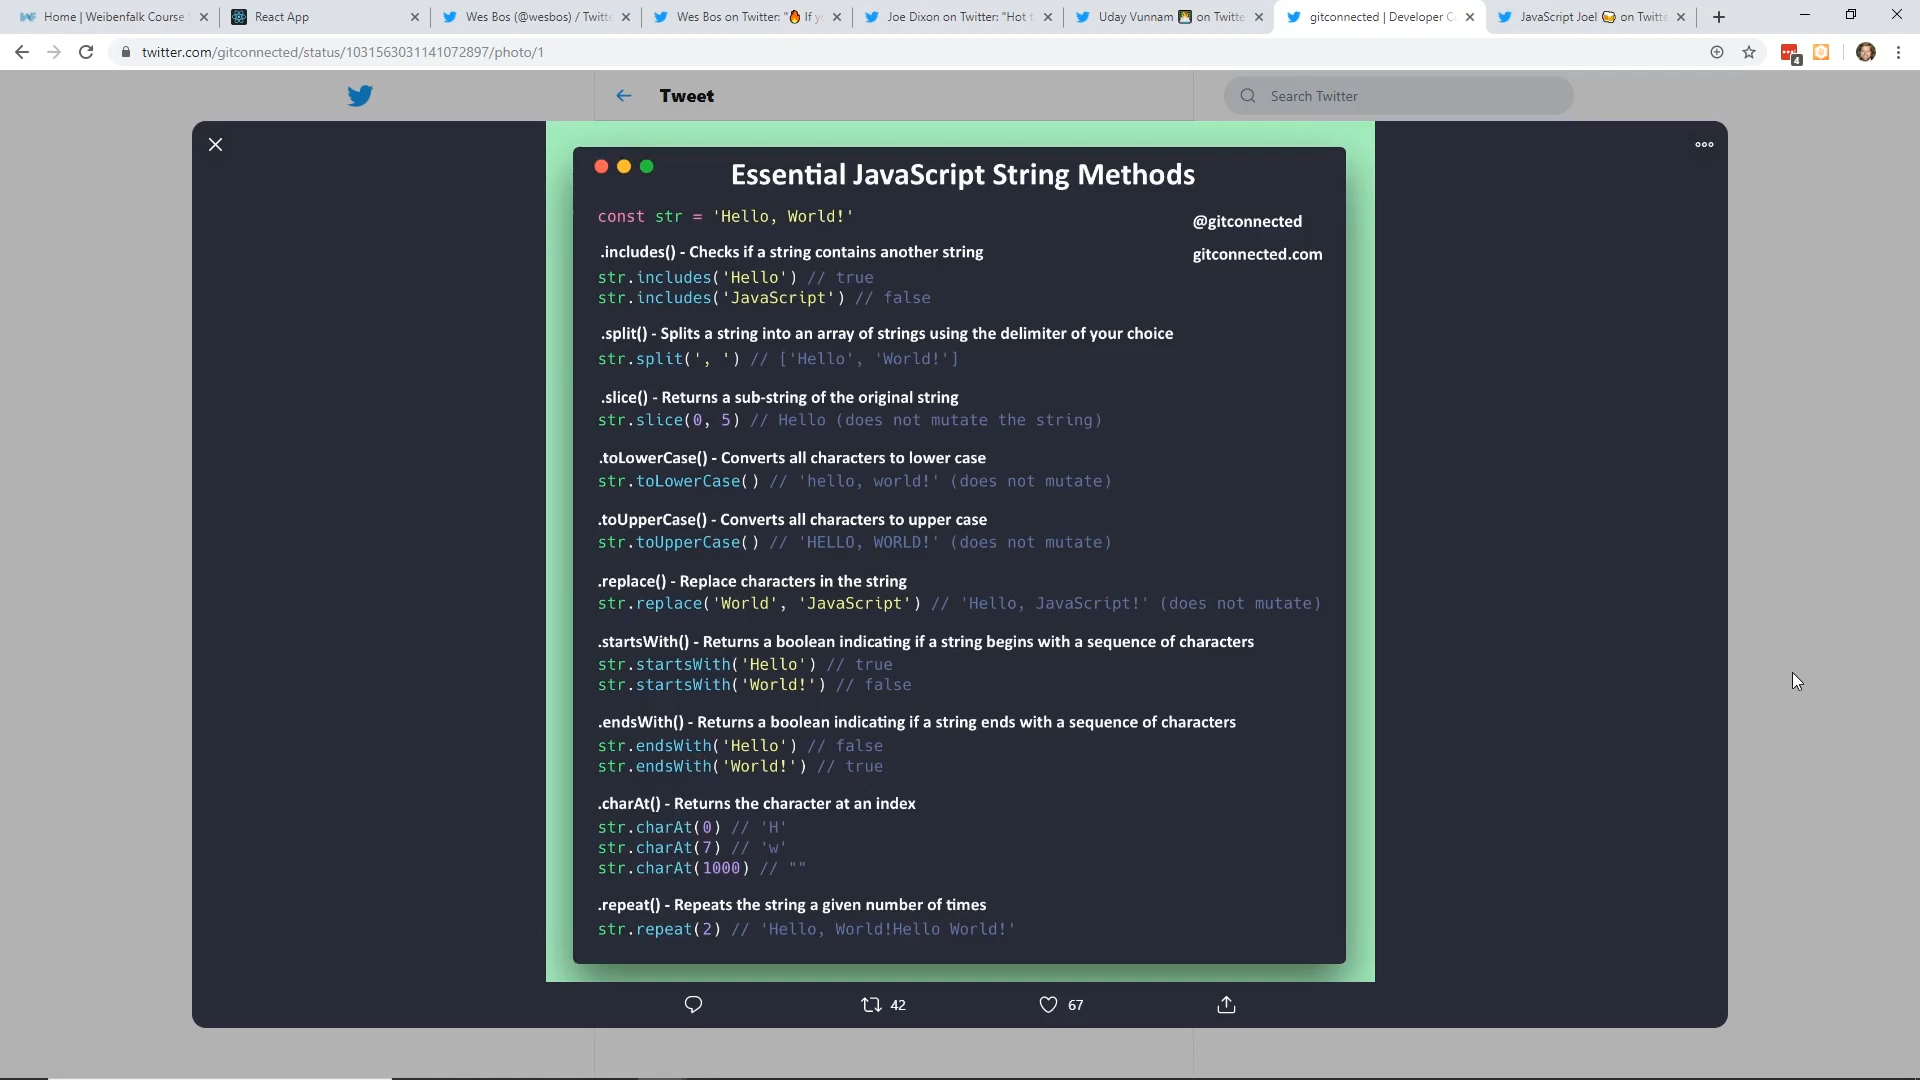 Home | Weibenfalk Course
React App
Wes Bos (@wesbos) / Twitte
Wes Bos on Twitter: "🔥 If y
Joe Dixon on Twitter: "Hot t
Uday Vunnam 👨‍💻 on Twitte
gitconnected | Developer C
JavaScript Joel 🍻 on Twitte
twitter.com/gitconnected/status/1031563031141072897/photo/1
4
Tweet
Search Twitter
Essential JavaScript String Methods
const str = 'Hello, World!'
@gitconnected
gitconnected.com
.includes() - Checks if a string contains another string
str.includes('Hello') // true
str.includes('JavaScript') // false
.split() - Splits a string into an array of strings using the delimiter of your choice
str.split(', ') // ['Hello', 'World!']
.slice() - Returns a sub-string of the original string
str.slice(0, 5) // Hello (does not mutate the string)
.toLowerCase() - Converts all characters to lower case
str.toLowerCase() // 'hello, world!' (does not mutate)
.toUpperCase() - Converts all characters to upper case
str.toUpperCase() // 'HELLO, WORLD!' (does not mutate)
.replace() - Replace characters in the string
str.replace('World', 'JavaScript') // 'Hello, JavaScript!' (does not mutate)
.startsWith() - Returns a boolean indicating if a string begins with a sequence of characters
str.startsWith('Hello') // true
str.startsWith('World!') // false
.endsWith() - Returns a boolean indicating if a string ends with a sequence of characters
str.endsWith('Hello') // false
str.endsWith('World!') // true
.charAt() - Returns the character at an index
str.charAt(0) // 'H'
str.charAt(7) // 'w'
str.charAt(1000) // ""
.repeat() - Repeats the string a given number of times
str.repeat(2) // 'Hello, World!Hello World!'
42
67